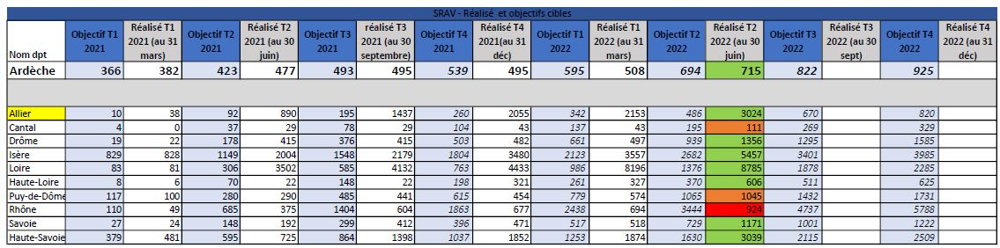 SRAV - Réalisé et objectifs cibles
Nom dpt Objectif T1 2021 Réalisé T1 2021 (au 31 mars) Objectif T2 2021 Réalisé T2 2021 (au 30 juin) Objectif T3 2021 réalisé T3 2021 (au 30 septembre) Objectif T4 2021 Réalisé T4 2021(au 31 déc) Objectif T1 2022 Réalisé T1 2022 (au 31 mars) Objectif T2 2022 Réalisé T2 2022 (au 30 juin) Objectif T3 2022 Réalisé T3 2022 (au 30 sept) Objectif T4 2022 Réalisé T4 2022 (au 31 déc)
Ardèche 366 382 423 477 493 495 539 495 595 508 694 715 822 925
Allier 10 38 92 890 195 1437 260 2055 342 2153 486 3024 670 820
Cantal 4 0 37 29 78 29 104 43 137 43 195 111 269 329
Drôme 19 22 178 415 376 415 503 482 661 497 939 1356 1295 1585
Isère 829 828 1149 2004 1548 2179 1804 3480 2123 3557 2682 5457 3401 3985
Loire 83 81 306 3502 585 4132 763 4433 986 8196 1376 8785 1878 2285
Haute-Loire 8 6 70 22 148 22 198 321 261 327 370 606 511 625
Puy-de-Dôme 117 100 280 290 485 441 615 454 779 574 1065 1045 1432 1731
Rhône 110 49 685 375 1404 604 1863 677 2438 694 3444 924 4737 5788
Savoie 27 24 148 192 299 412 396 471 517 518 729 1171 1001 1222
Haute-Savoie 379 481 595 725 864 1398 1037 1852 1253 1874 1630 3039 2115 2509